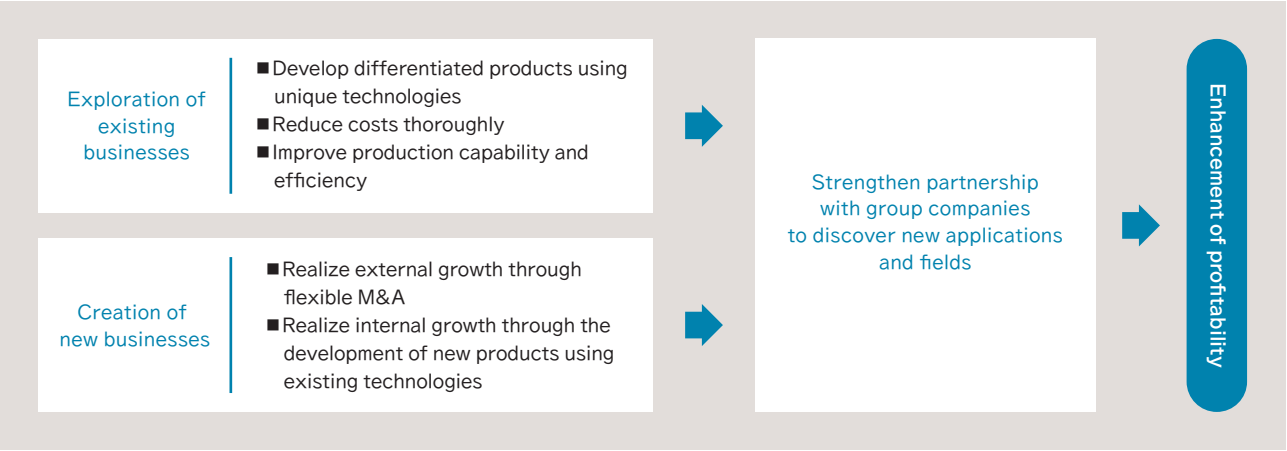 Exploration of
existing
businesses
■ Develop differentiated products using
unique technologies
■ Reduce costs thoroughly
■ Improve production capability and
efficiency
Creation of
new businesses
■ Realize external growth through
flexible M&A
■ Realize internal growth through the
development of new products using
existing technologies
Strengthen partnership
with group companies
to discover new applications
and fields
Enhancement of profitability